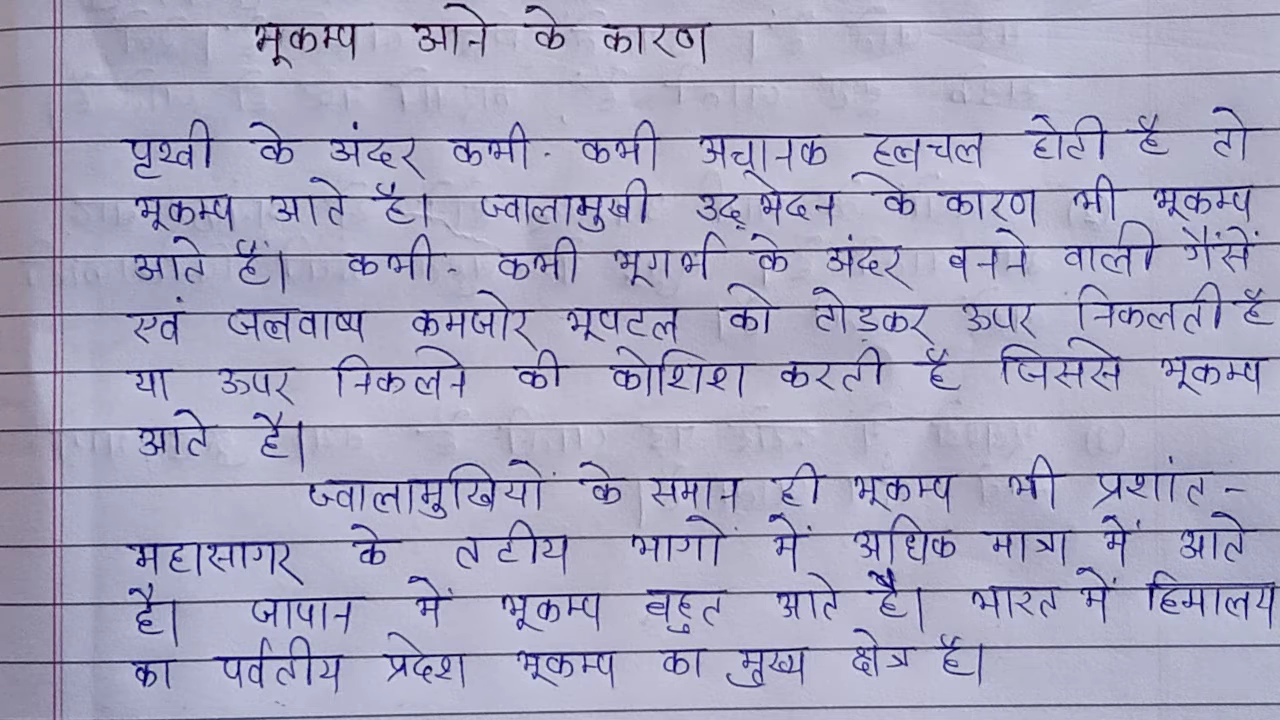 भूकम्प आने के कारण
पृथ्वी के अंदर कभी - कभी अचानक हलचल होती है तो
भूकम्प आते है। ज्वालामुखी उद्भेदन के कारण भी भूकम्प
आते हैं। कभी - कभी भूगर्भ के अंदर बनने वाली गैंसें
एवं जलवाष्प कमजोर भूपटल को तोड़कर ऊपर निकलती है
या ऊपर निकलने की कोशिश करती है जिससे भूकम्प
आते है।
ज्वालामुखियों के समान ही भूकम्प भी प्रशांत -
महासागर के तटीय भागों में अधिक मात्रा में आते
है। जापान में भूकम्प बहुत आते है। भारत में हिमालय
का पर्वतीय प्रदेश भूकम्प का मुख्य क्षेत्र है।